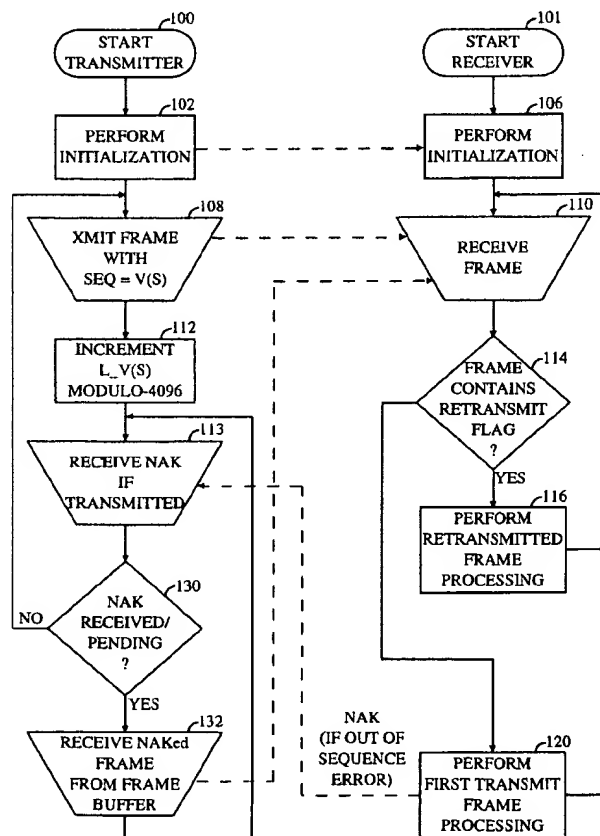 100
START
TRANSMITTER
101
START
RECEIVER
102
PERFORM
INITIALIZATION
106
PERFORM
INITIALIZATION
108
XMIT FRAME
WITH
SEQ = V(S)
110
RECEIVE
FRAME
112
INCREMENT
L_V(S)
MODULO-4096
114
FRAME
CONTAINS
RETRANSMIT
FLAG
?
YES
113
RECEIVE NAK
IF
TRANSMITTED
116
PERFORM
RETRANSMITTED
FRAME
PROCESSING
130
NAK
RECEIVED/
PENDING
?
NO
YES
132
RECEIVE NAKed
FRAME
FROM FRAME
BUFFER
NAK
(IF OUT OF
SEQUENCE
ERROR)
120
PERFORM
FIRST TRANSMIT
FRAME
PROCESSING